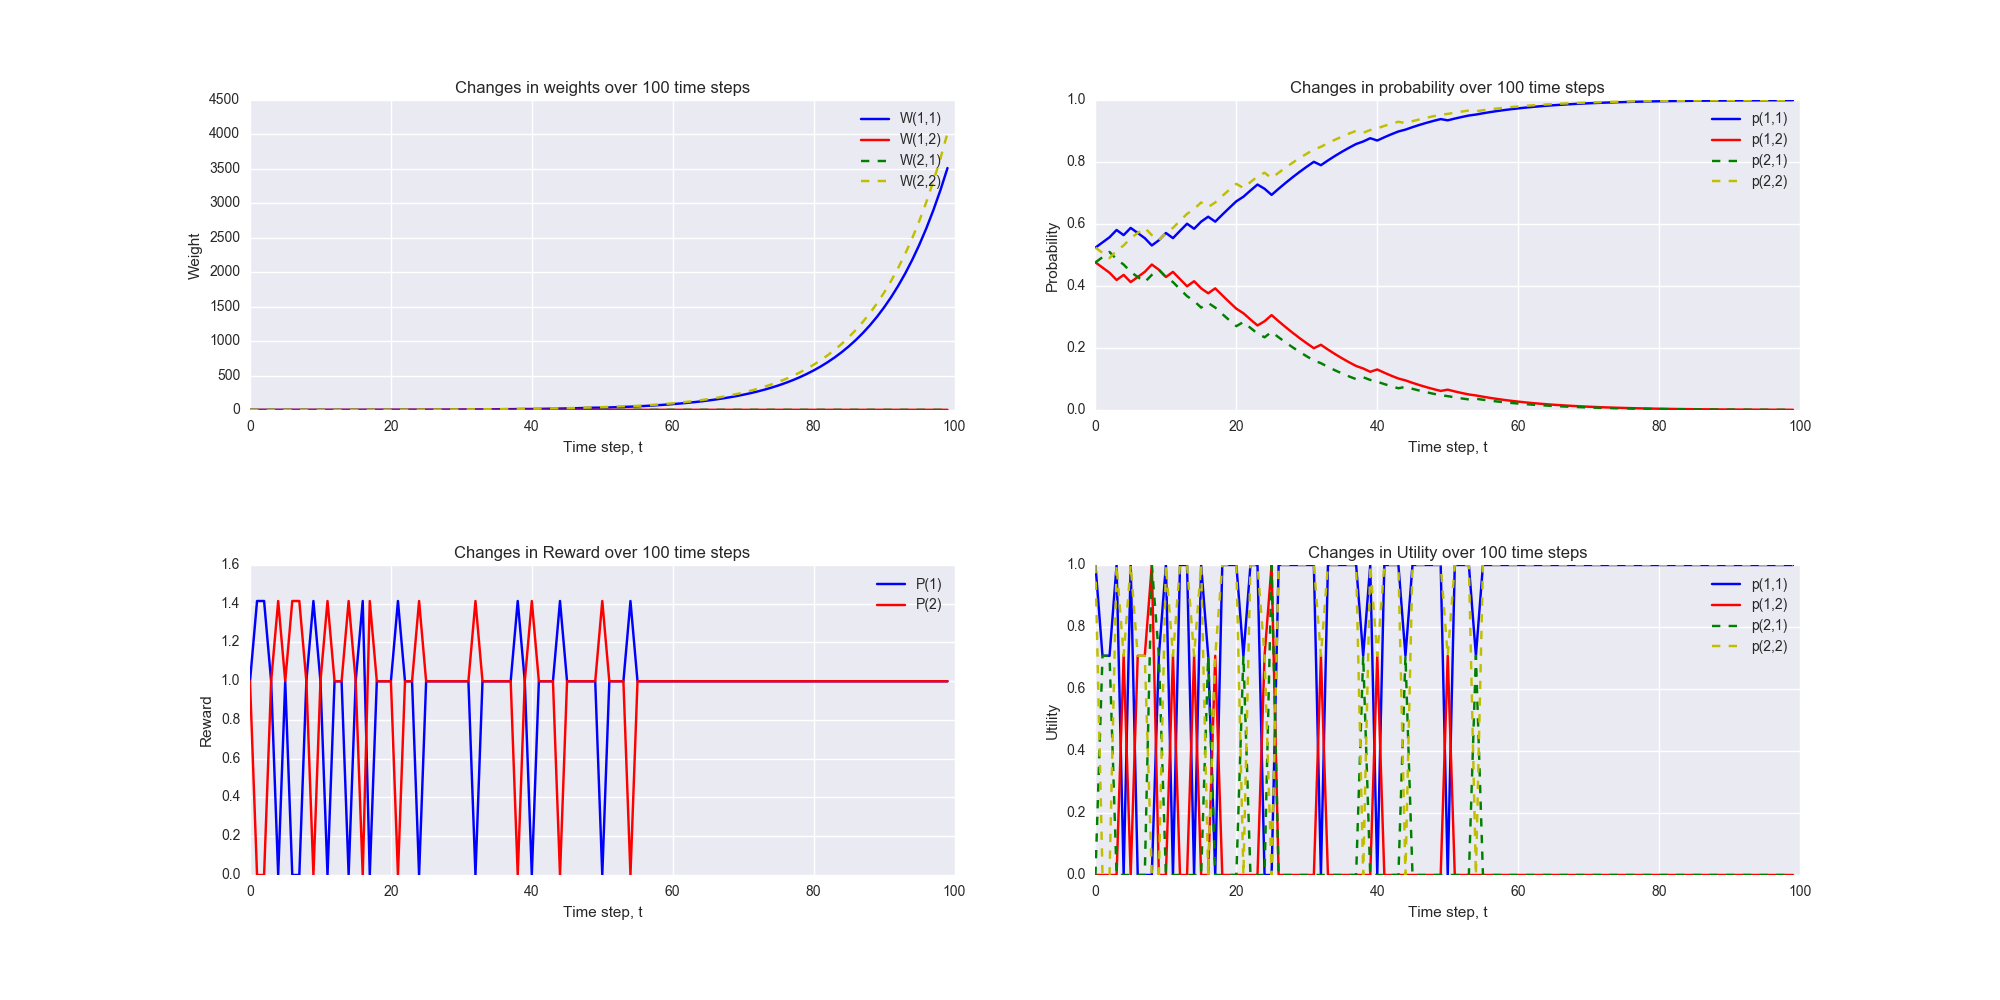 Changes in weights over 100 time steps
4500
4000
3500
3000
2500
2000
1500
1000
500
0
Weight
0 20 40 60 80 100
Time step, t
W(1,1)
W(1,2)
W(2,1)
W(2,2)
Changes in probability over 100 time steps
1.0
0.8
0.6
0.4
0.2
0.0
Probability
0 20 40 60 80 100
Time step, t
p(1,1)
p(1,2)
p(2,1)
p(2,2)
Changes in Reward over 100 time steps
1.6
1.4
1.2
1.0
0.8
0.6
0.4
0.2
0.0
Reward
0 20 40 60 80 100
Time step, t
P(1)
P(2)
Changes in Utility over 100 time steps
1.0
0.8
0.6
0.4
0.2
0.0
Utility
0 20 40 60 80 100
Time step, t
p(1,1)
p(1,2)
p(2,1)
p(2,2)